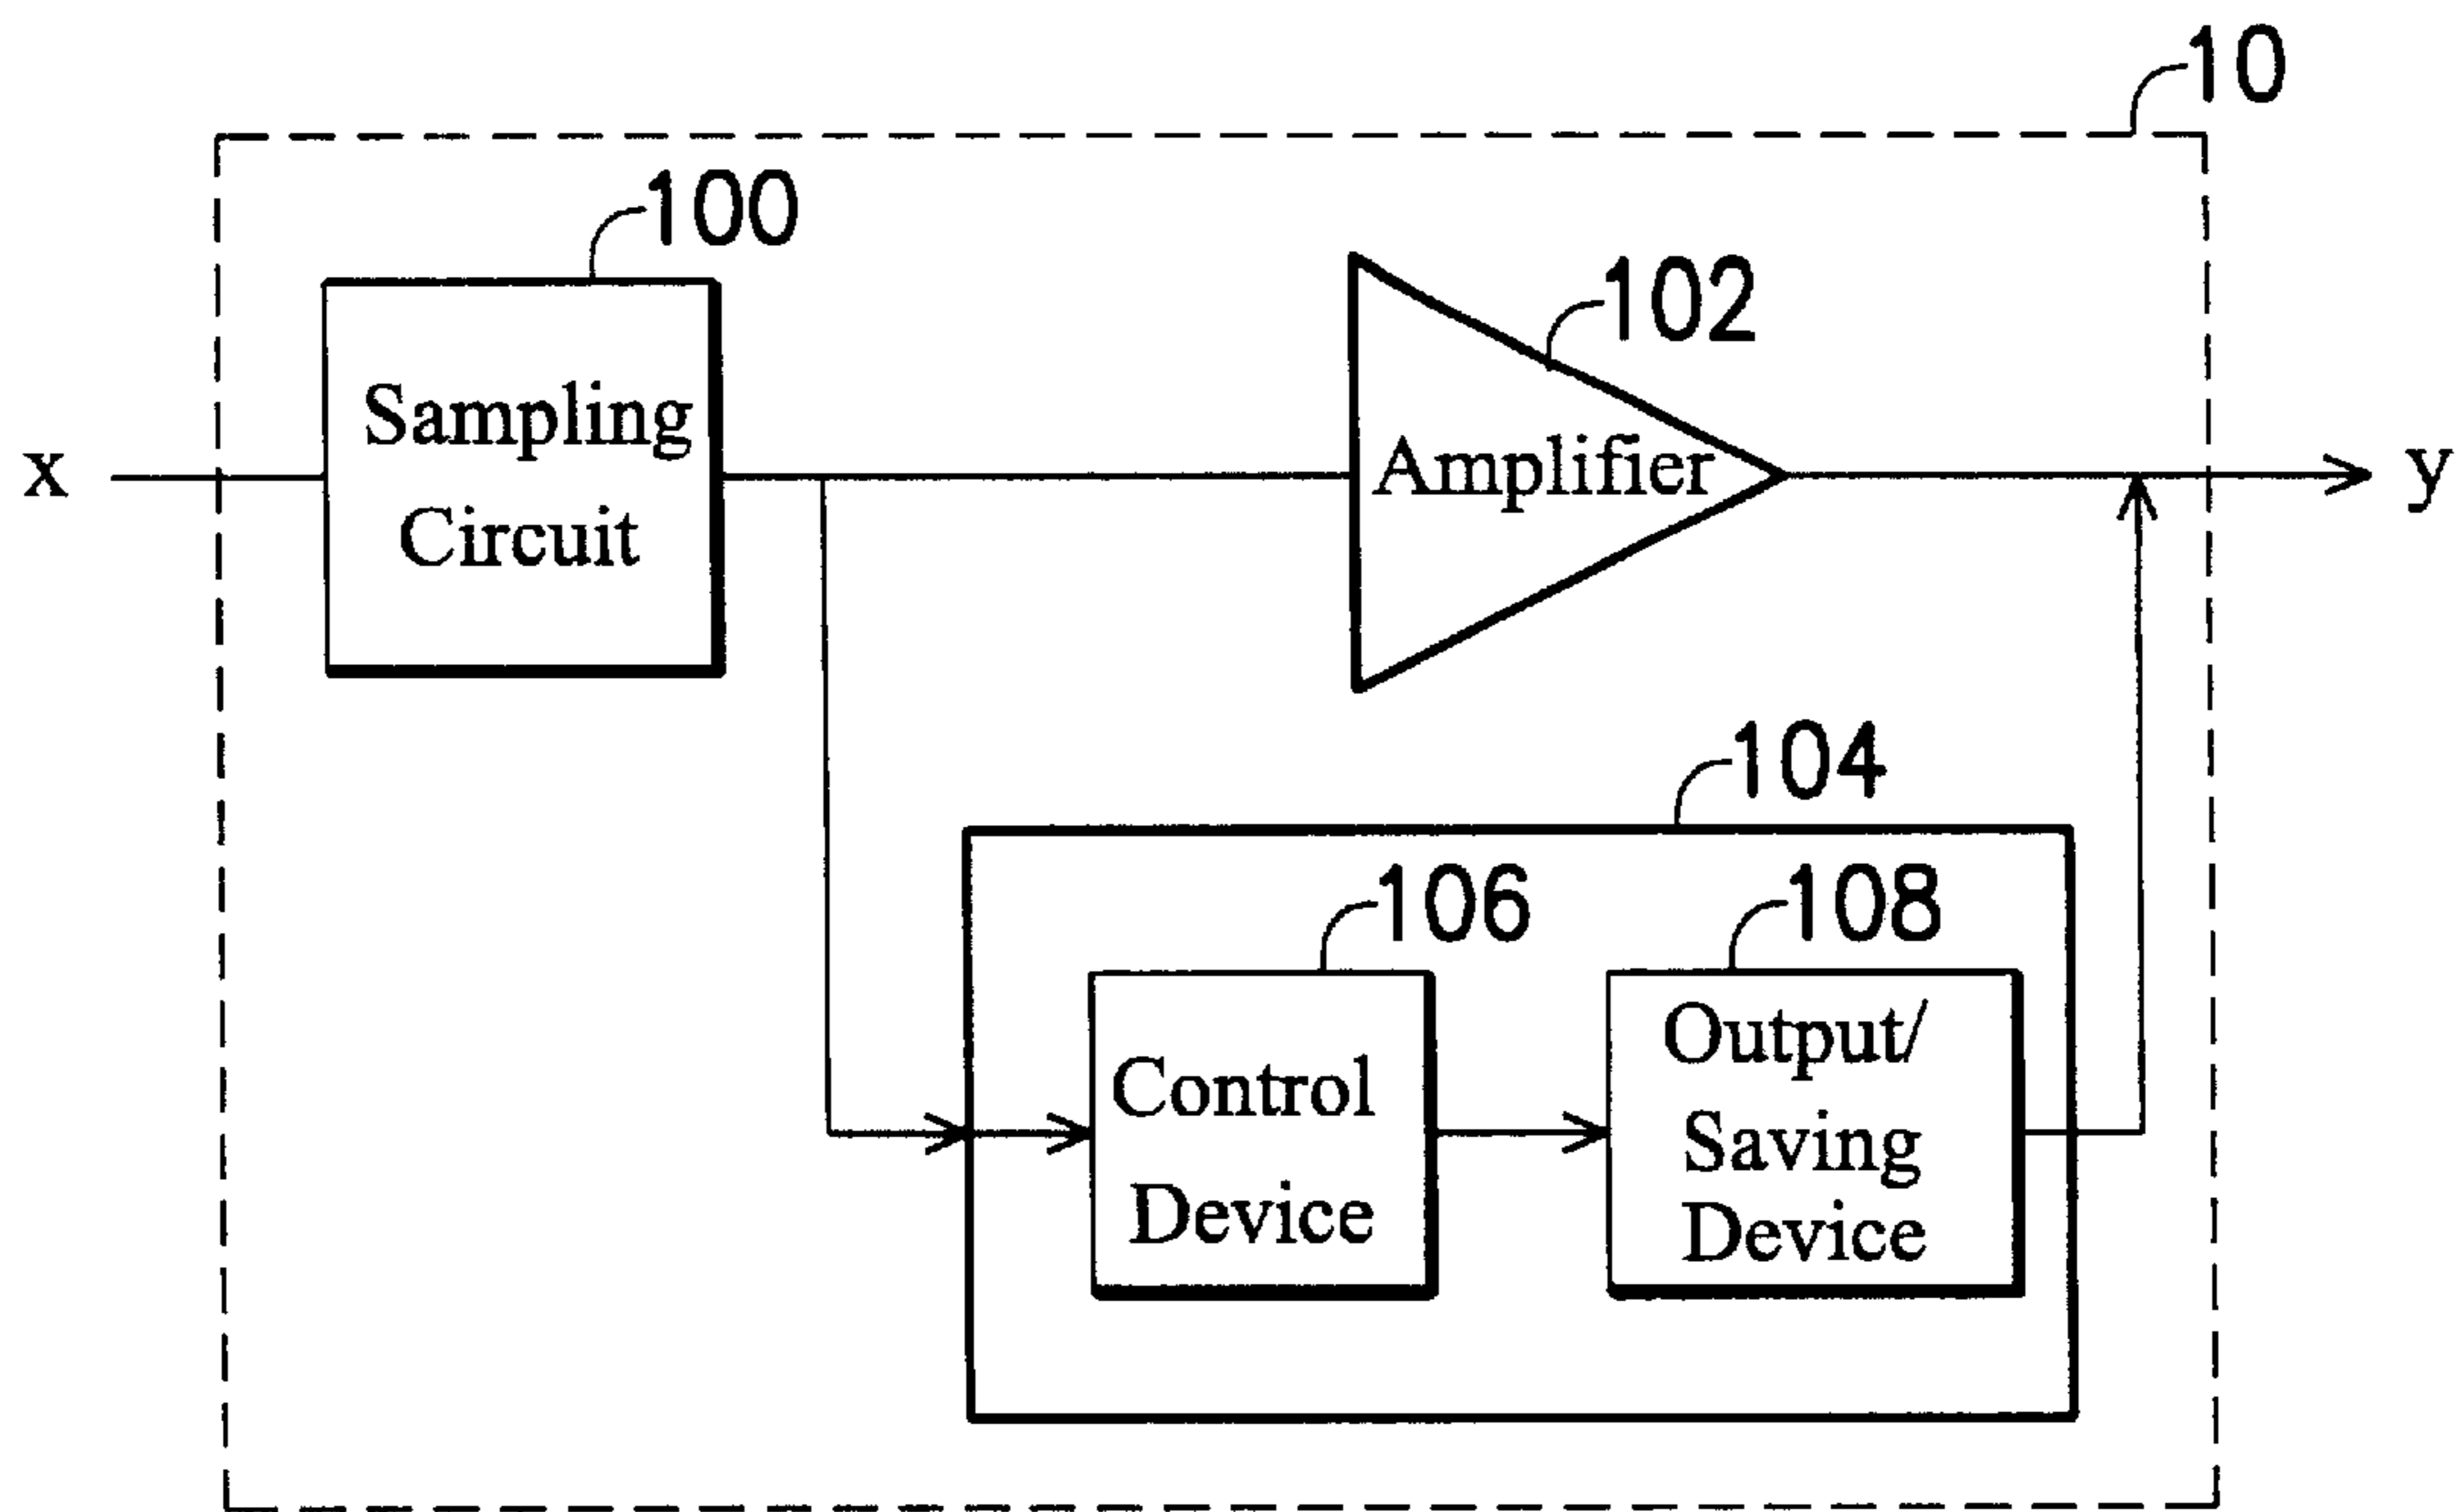 10
100
102
Sampling
Circuit
x
Amplifier
y
104
106
108
Control
Device
Output/
Saving
Device